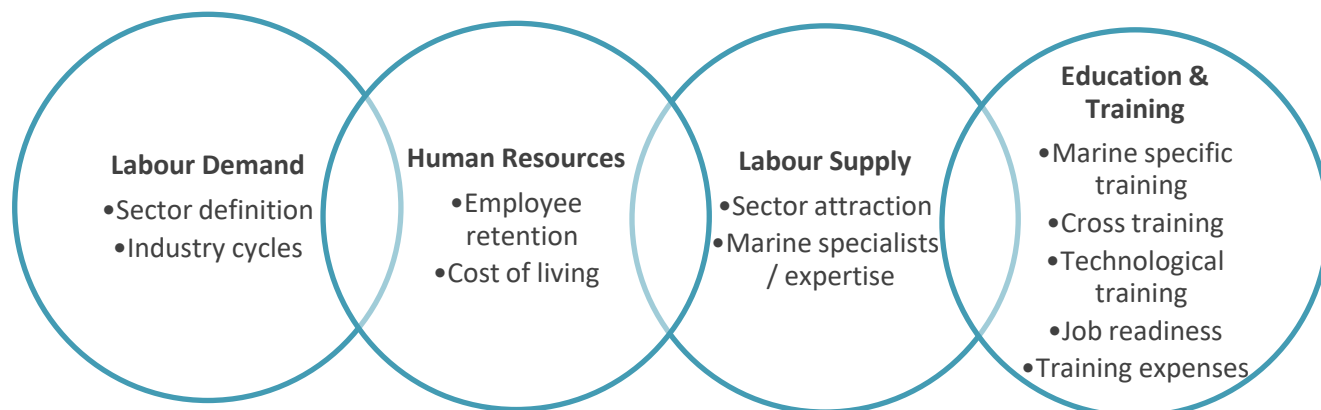 Labour Demand
•Sector definition
•Industry cycles
Human Resources
•Employee
retention
•Cost of living
Labour Supply
•Sector attraction
•Marine specialists
/ expertise
Education &
Training
•Marine specific
training
•Cross training
•Technological
training
•Job readiness
•Training expenses